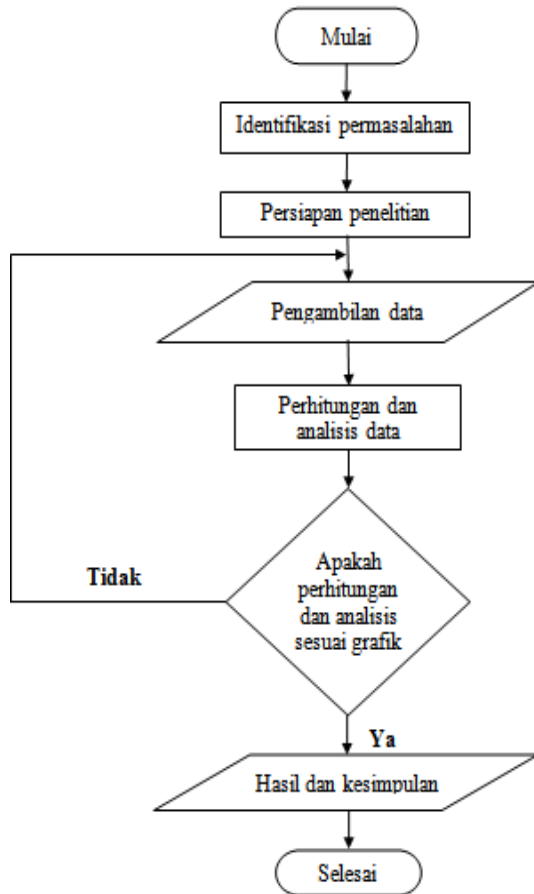 Mulai
Identifikasi permasalahan
Persiapan penelitian
Pengambilan data
Perhitungan dan
analisis data
Apakah
perhitungan
dan analisis
sesuai grafik
Tidak
Ya
Hasil dan kesimpulan
Selesai